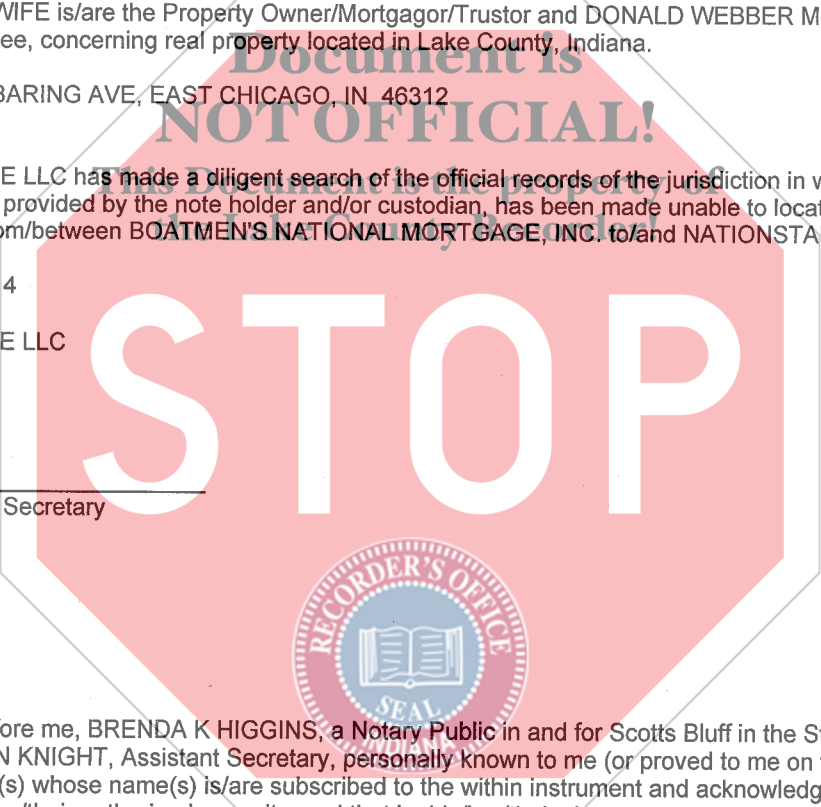 WIFE is/are the Property Owner/Mortgagor/Trustor and DONALD WEBBER M
ee, concerning real property located in Lake County, Indiana.
Document is
BARING AVE, EAST CHICAGO, IN 46312
NOT OFFICIAL!
E LLC has made a diligent search of the official records of the jurisdiction in w
This Document is the property of
provided by the note holder and/or custodian, has been made unable to locat
the Lake County Recorder!
om/between BOATMEN'S NATIONAL MORTGAGE, INC. to/and NATIONSTA
4
E LLC
STOP
Secretary
RECORDER'S OFFICE
SEAL
INDIANA
fore me, BRENDA K HIGGINS, a Notary Public in and for Scotts Bluff in the St
N KNIGHT, Assistant Secretary, personally known to me (or proved to me on
(s) whose name(s) is/are subscribed to the within instrument and acknowledg